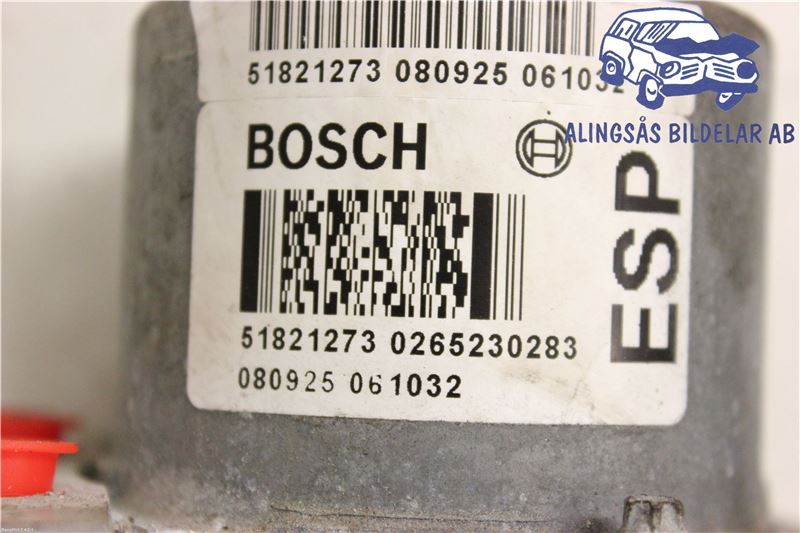 51821273 080925 061032
ALINGSÅS BILDELAR AB
BOSCH
ESP
51821273 0265230283
080925 061032